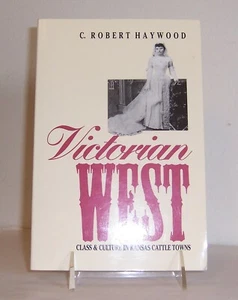 C. ROBERT HAYWOOD
Victorian
WEST
CLASS & CULTURE IN KANSAS CATTLE TOWNS